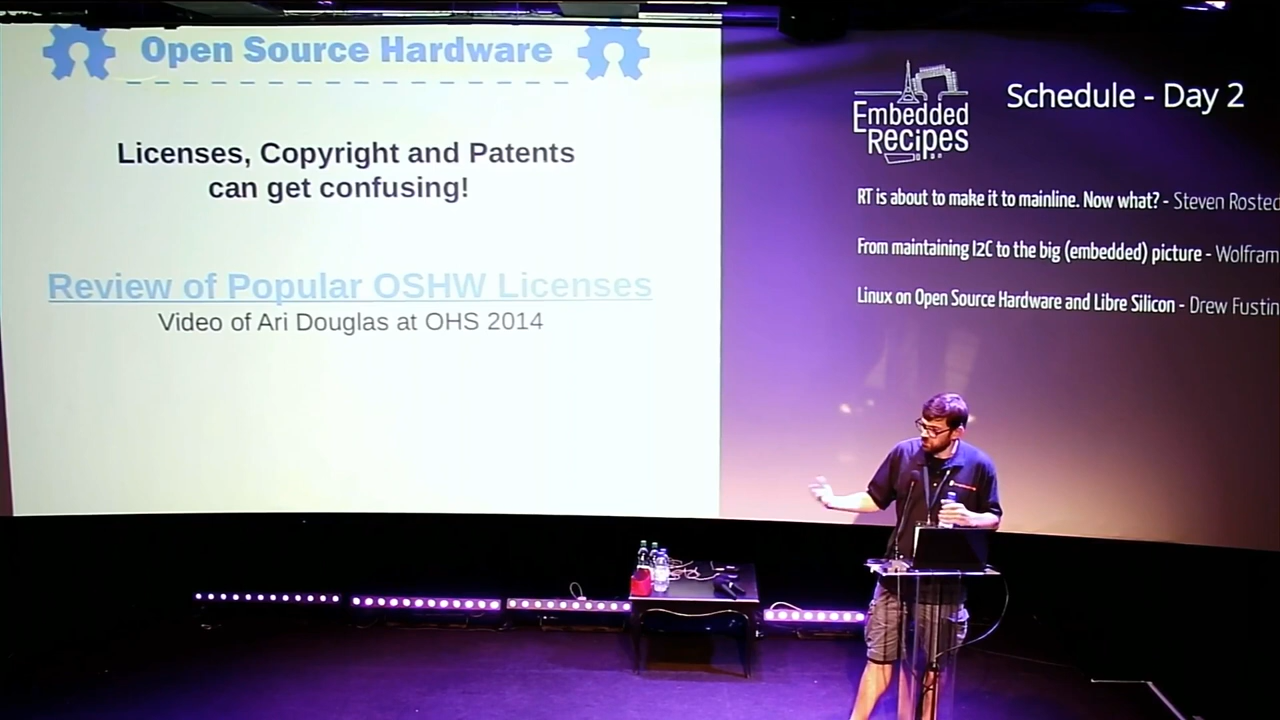 Open Source Hardware
Licenses, Copyright and Patents
can get confusing!
Review of Popular OSHW Licenses
Video of Ari Douglas at OHS 2014
Embedded
Recipes
Schedule - Day 2
RT is about to make it to mainline. Now what? - Steven Rosted
From maintaining I2C to the big (embedded) picture - Wolfram
Linux on Open Source Hardware and Libre Silicon - Drew Fustin